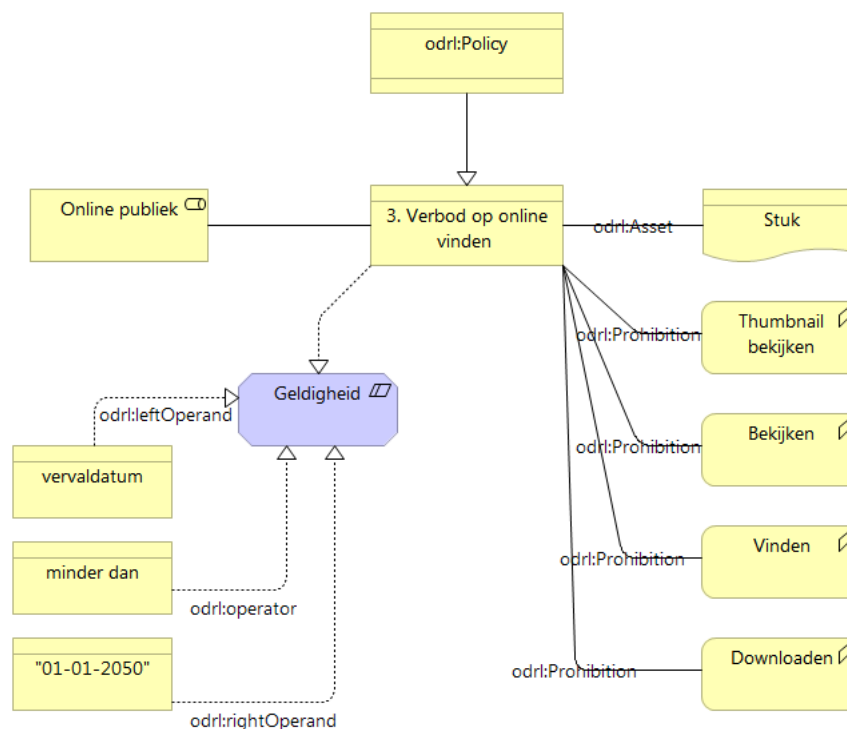 odrl:Policy
Online publiek
3. Verbod op online
vinden
odrl:Asset
Stuk
odrl:Prohibition
Thumbnail
bekijken
Geldigheid
odrl:leftOperand
odrl:Prohibition
Bekijken
vervaldatum
odrl:Prohibition
Vinden
minder dan
odrl:operator
odrl:Prohibition
Downloaden
"01-01-2050"
odrl:rightOperand